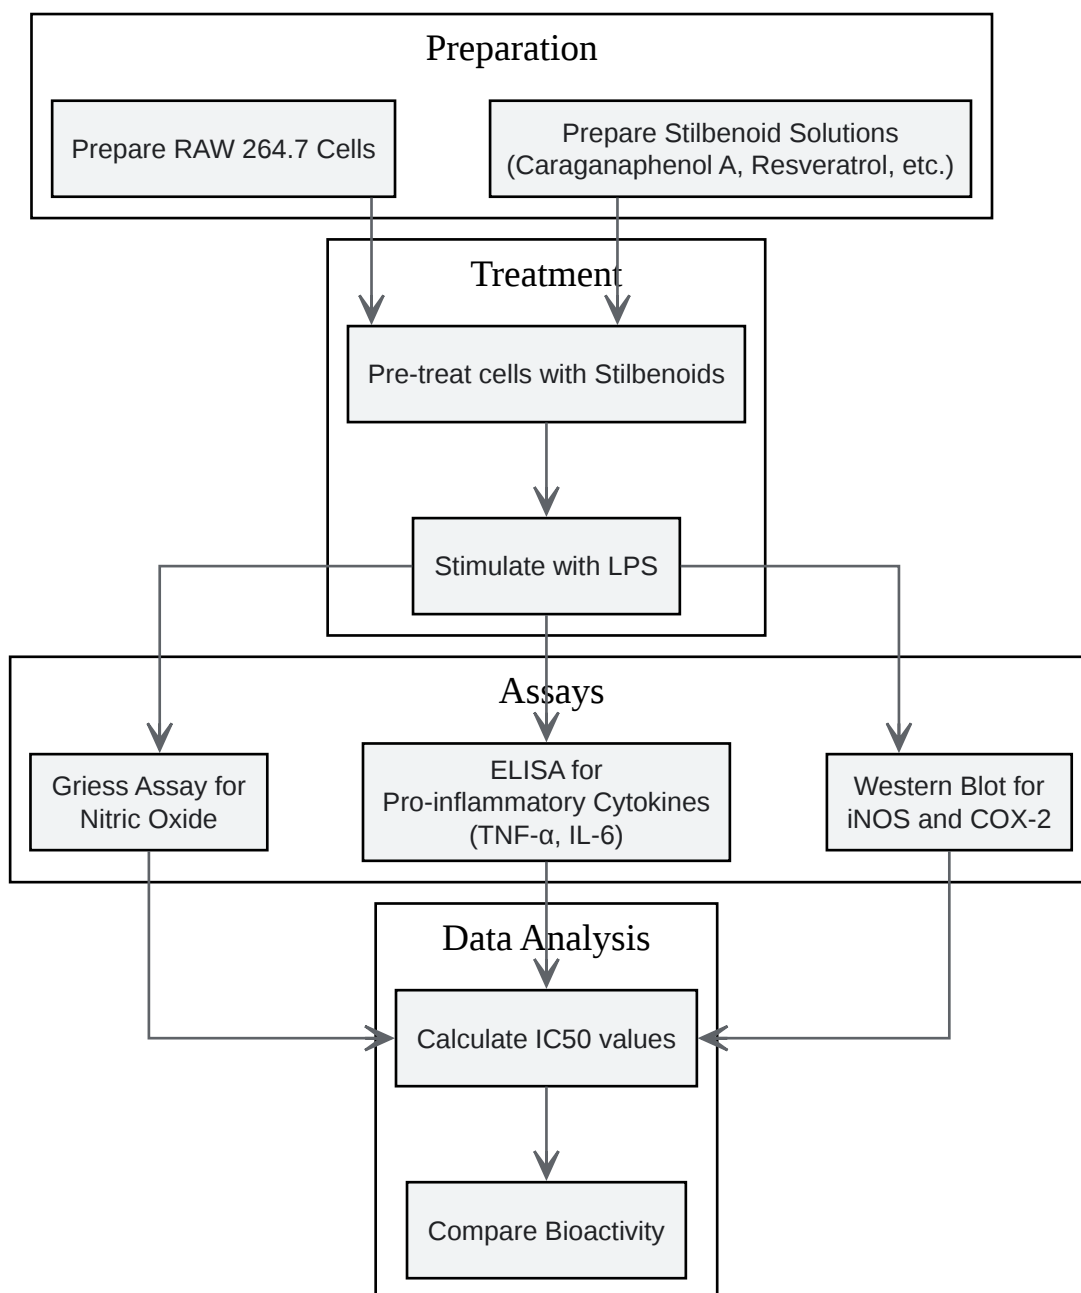 Preparation
Prepare RAW 264.7 Cells
Prepare Stilbenoid Solutions
(Caraganaphenol A, Resveratrol, etc.)
Treatment
Pre-treat cells with Stilbenoids
Stimulate with LPS
Assays
Griess Assay for
Nitric Oxide
ELISA for
Pro-inflammatory Cytokines
(TNF-α, IL-6)
Western Blot for
iNOS and COX-2
Data Analysis
Calculate IC50 values
Compare Bioactivity